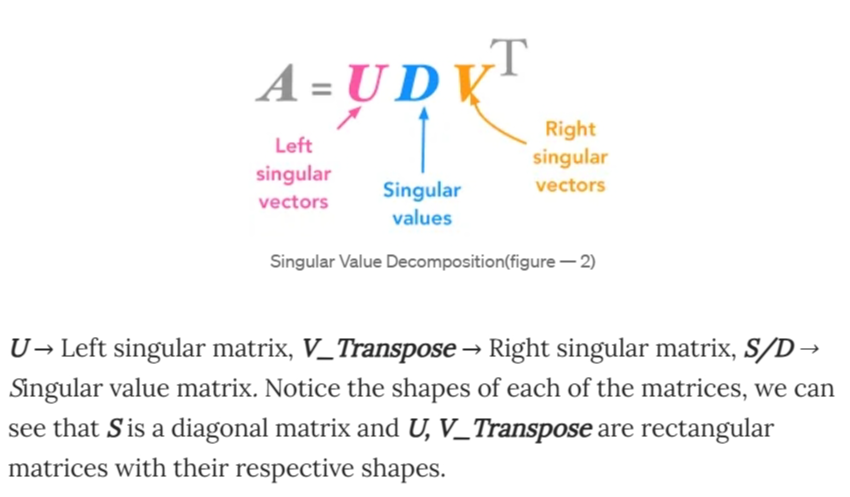 A = U D V^T
Left
singular
vectors
Singular
values
Right
singular
vectors
Singular Value Decomposition(figure — 2)
U → Left singular matrix, V_Transpose → Right singular matrix, S/D →
Singular value matrix. Notice the shapes of each of the matrices, we can
see that S is a diagonal matrix and U, V_Transpose are rectangular
matrices with their respective shapes.